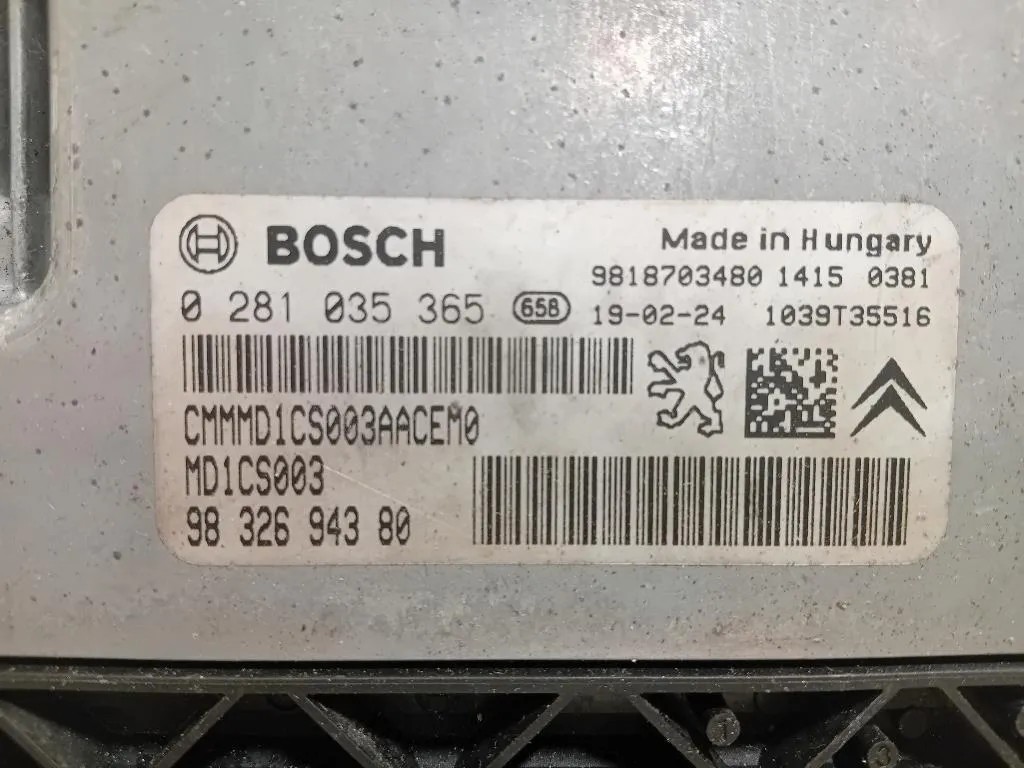 BOSCH
Made in Hungary
9818703480 1415 0381
0 281 035 365 658 19-02-24 1039T35516
CMMMD1CS003AACEM0
MD1CS003
98 326 943 80